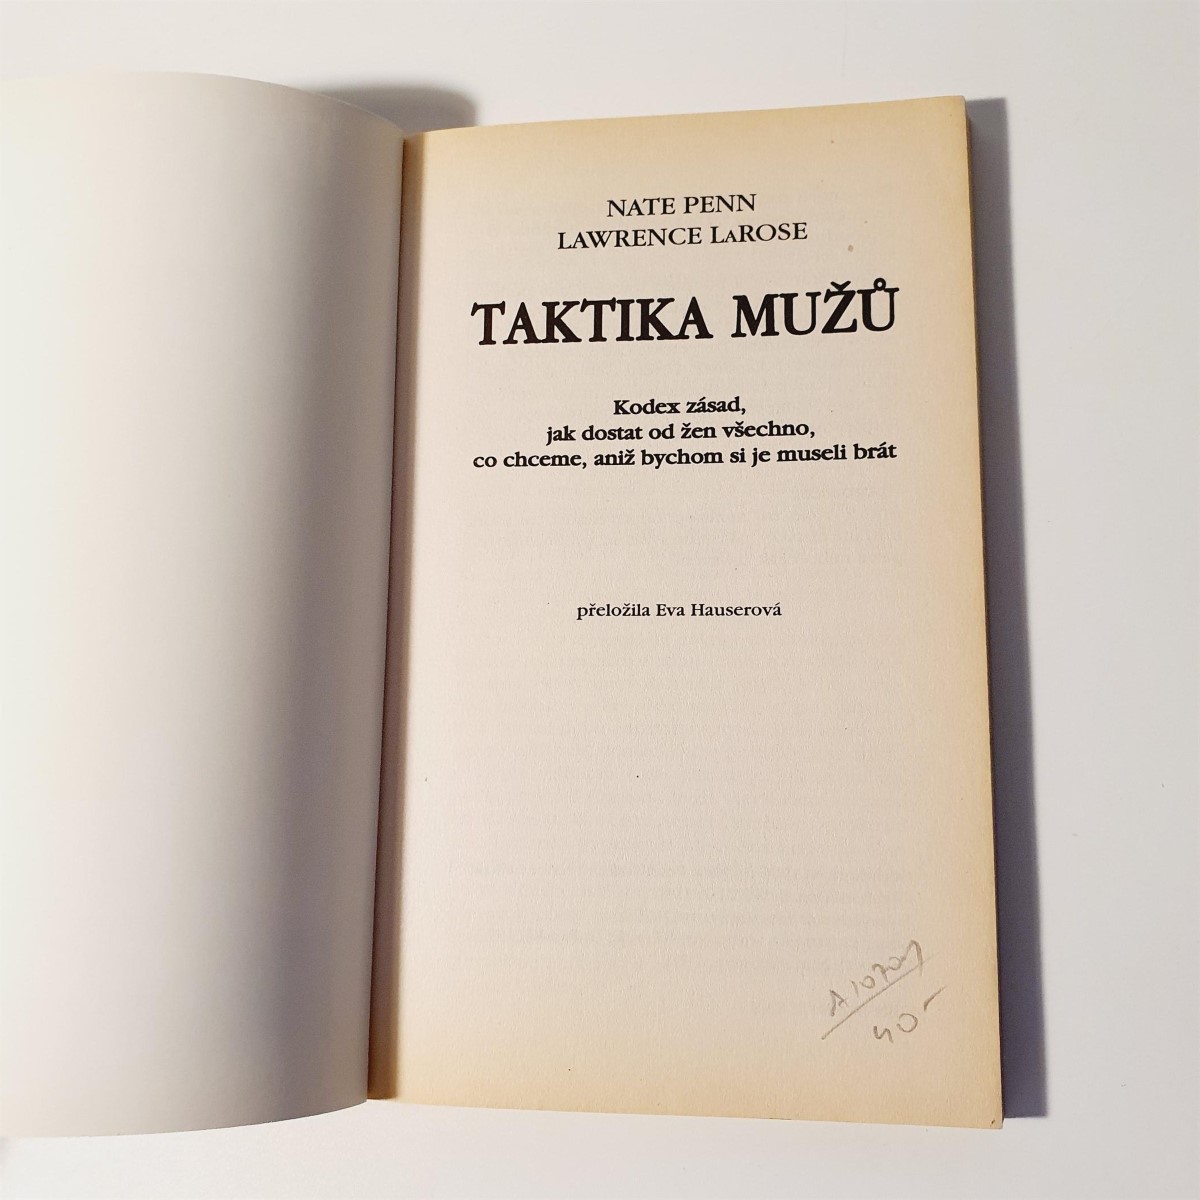 NATE PENN
LAWRENCE LaROSE
TAKTIKA MUŽŮ
Kodex zásad,
jak dostat od žen všechno,
co chceme, aniž bychom si je museli brát
přeložila Eva Hauserová
40-